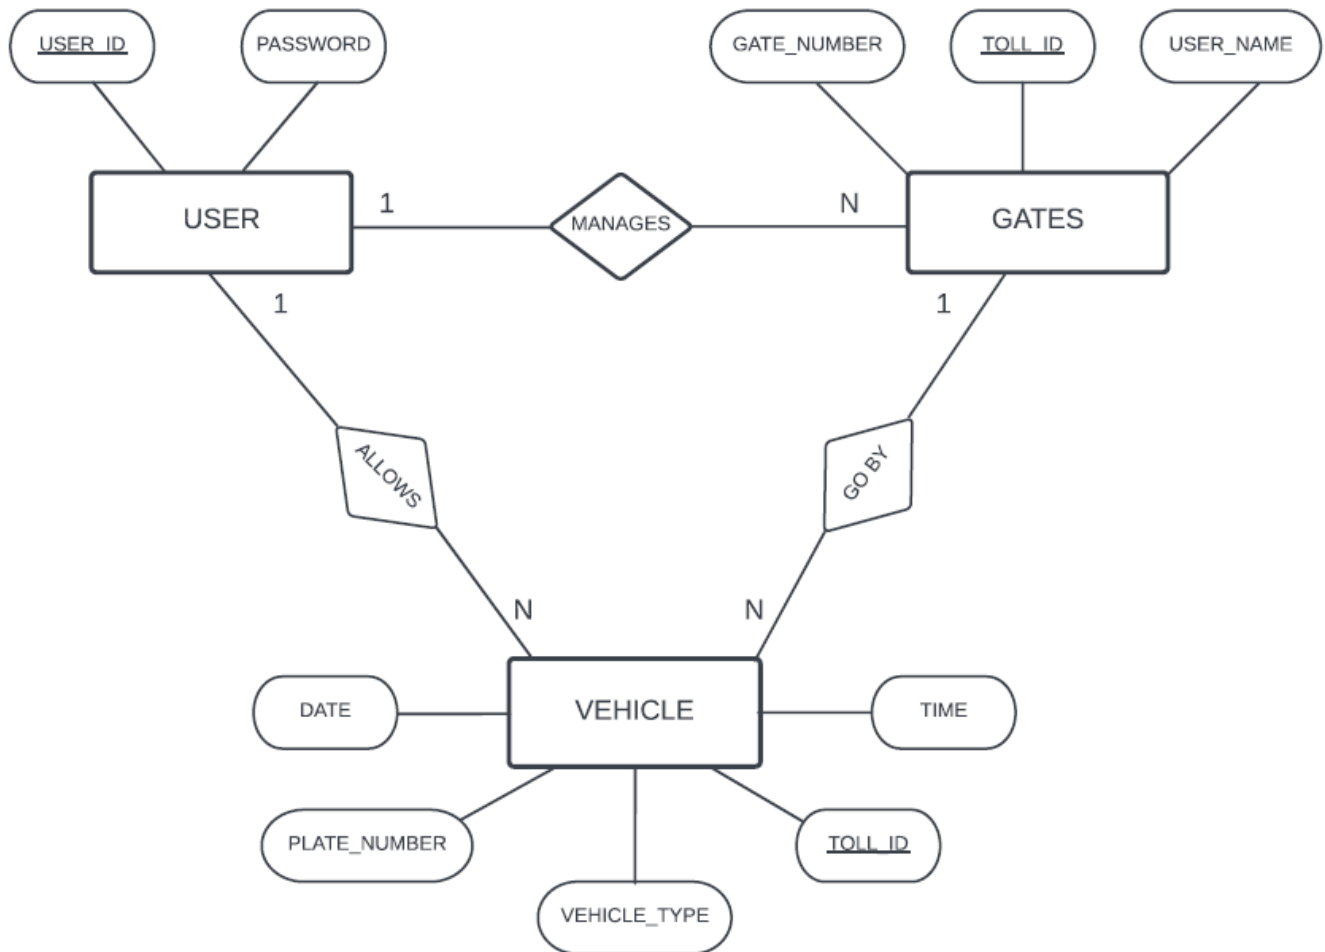 USER_ID
PASSWORD
GATE_NUMBER
TOLL_ID
USER_NAME
USER
1
MANAGES
N
GATES
1
1
ALLOWS
GO BY
N
N
DATE
VEHICLE
TIME
PLATE_NUMBER
TOLL_ID
VEHICLE_TYPE